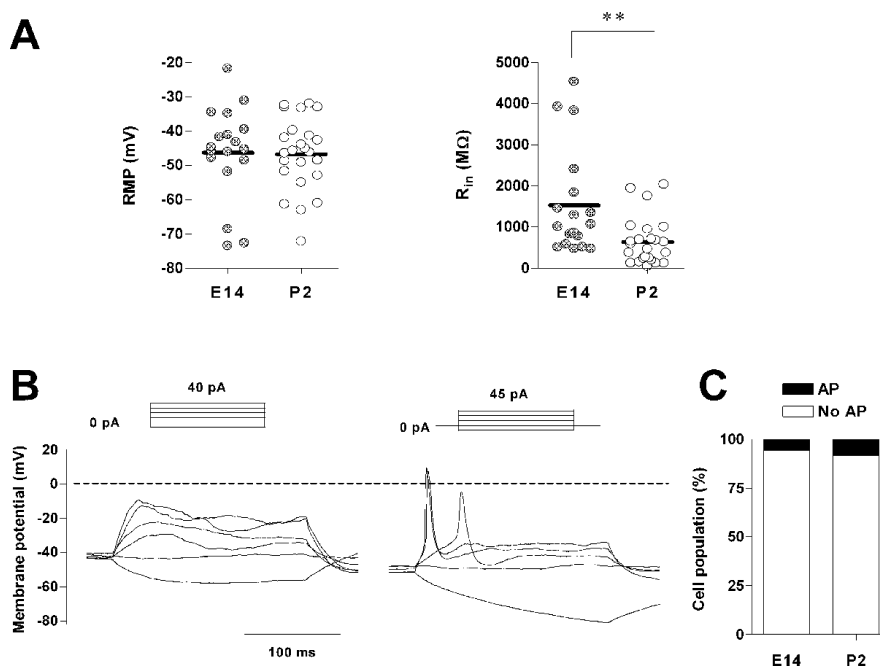 A
RMP (mV)
-20
-30
-40
-50
-60
-70
-80
E14 P2
**
R_in (MΩ)
5000
4000
3000
2000
1000
0
E14 P2
B
40 pA
0 pA
45 pA
0 pA
Membrane potential (mV)
20
0
-20
-40
-60
-80
100 ms
C
AP
No AP
Cell population (%)
100
75
50
25
0
E14 P2